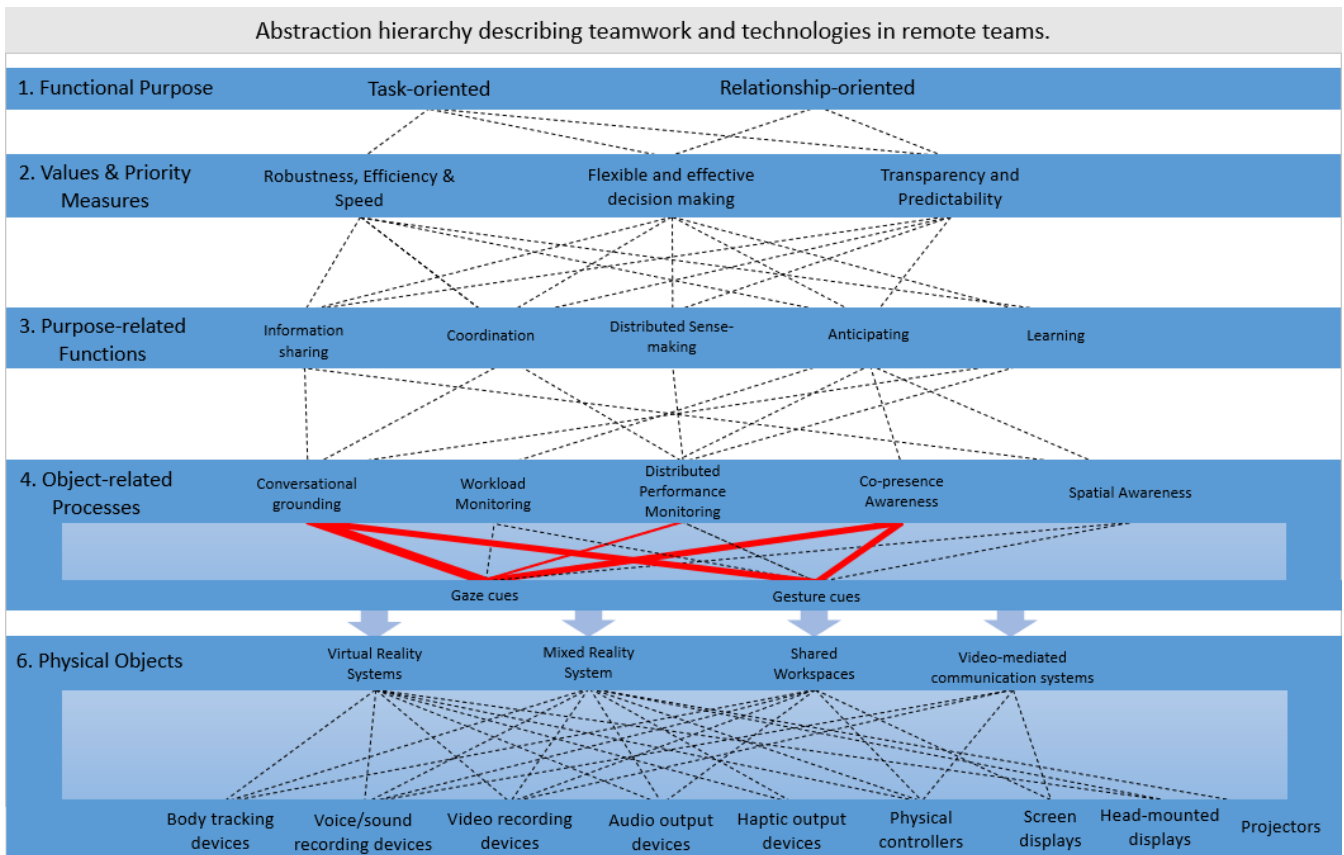 Abstraction hierarchy describing teamwork and technologies in remote teams.
1. Functional Purpose
Task-oriented
Relationship-oriented
2. Values & Priority
Measures
Robustness, Efficiency &
Speed
Flexible and effective
decision making
Transparency and
Predictability
3. Purpose-related
Functions
Information
sharing
Coordination
Distributed Sense-
making
Anticipating
Learning
4. Object-related
Processes
Conversational
grounding
Workload
Monitoring
Distributed
Performance
Monitoring
Co-presence
Awareness
Spatial Awareness
Gaze cues
Gesture cues
6. Physical Objects
Virtual Reality
Systems
Mixed Reality
System
Shared
Workspaces
Video-mediated
communication systems
Body tracking
devices
Voice/sound
recording devices
Video recording
devices
Audio output
devices
Haptic output
devices
Physical
controllers
Screen
displays
Head-mounted
displays
Projectors